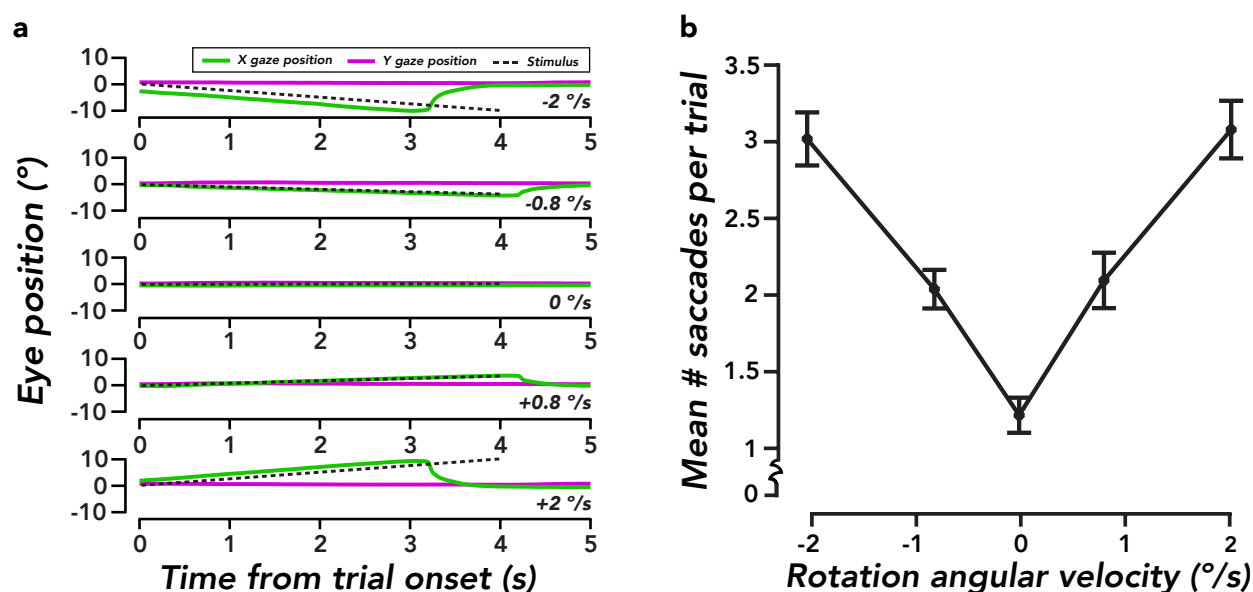 a
X gaze position Y gaze position Stimulus
Eye position (°)
10
0
-10
-2 °/s
0 1 2 3 4 5
10
0
-10
-0.8 °/s
0 1 2 3 4 5
10
0
-10
0 °/s
0 1 2 3 4 5
10
0
-10
+0.8 °/s
0 1 2 3 4 5
10
0
-10
+2 °/s
0 1 2 3 4 5
Time from trial onset (s)
b
Mean # saccades per trial
3.5
3
2.5
2
1.5
1
0
-2 -1 0 1 2
Rotation angular velocity (°/s)